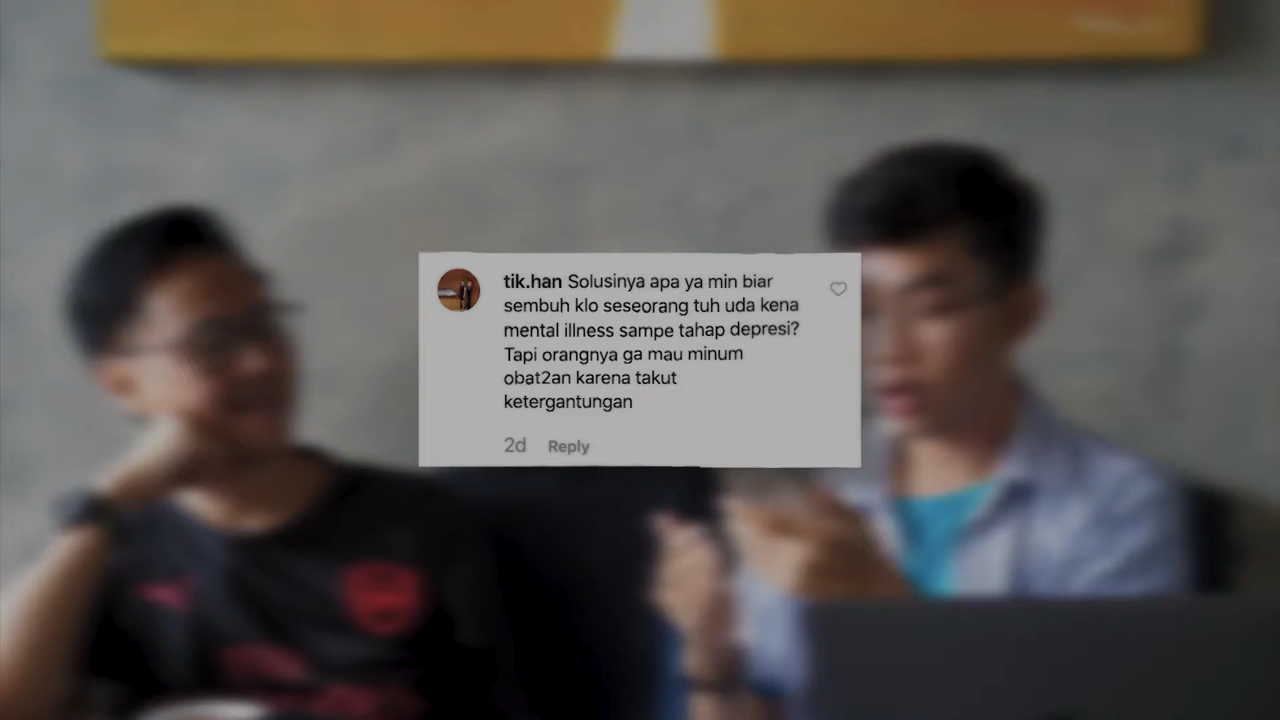 tik.han Solusinya apa ya min biar
sembuh klo seseorang tuh uda kena
mental illness sampe tahap depresi?
Tapi orangnya ga mau minum
obat2an karena takut
ketergantungan
2d Reply